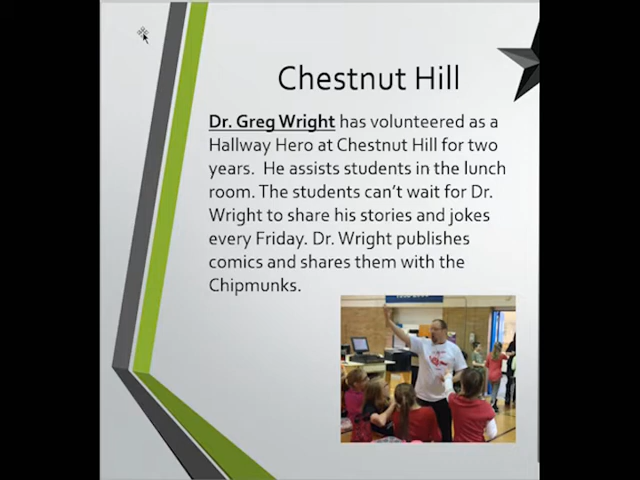 Chestnut Hill
Dr. Greg Wright has volunteered as a
Hallway Hero at Chestnut Hill for two
years.  He assists students in the lunch
room. The students can’t wait for Dr.
Wright to share his stories and jokes
every Friday. Dr. Wright publishes
comics and shares them with the
Chipmunks.